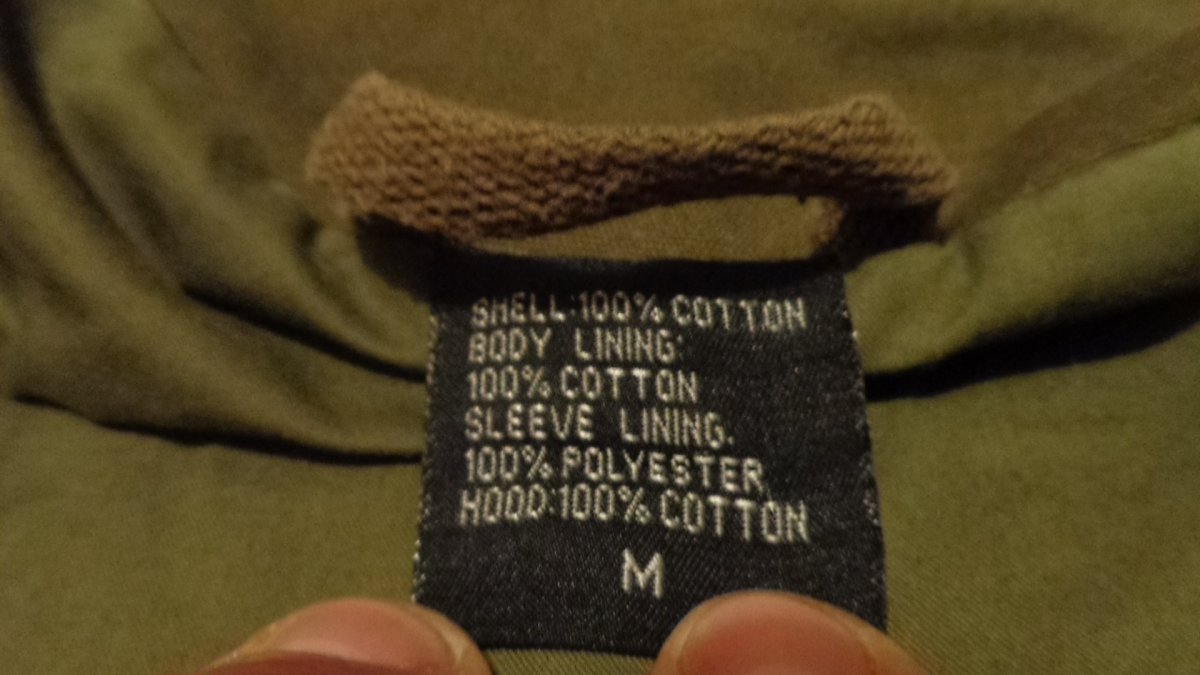 SHELL:100% COTTON
BODY LINING:
100% COTTON
SLEEVE LINING.
100% POLYESTER,
HOOD:100% COTTON
M